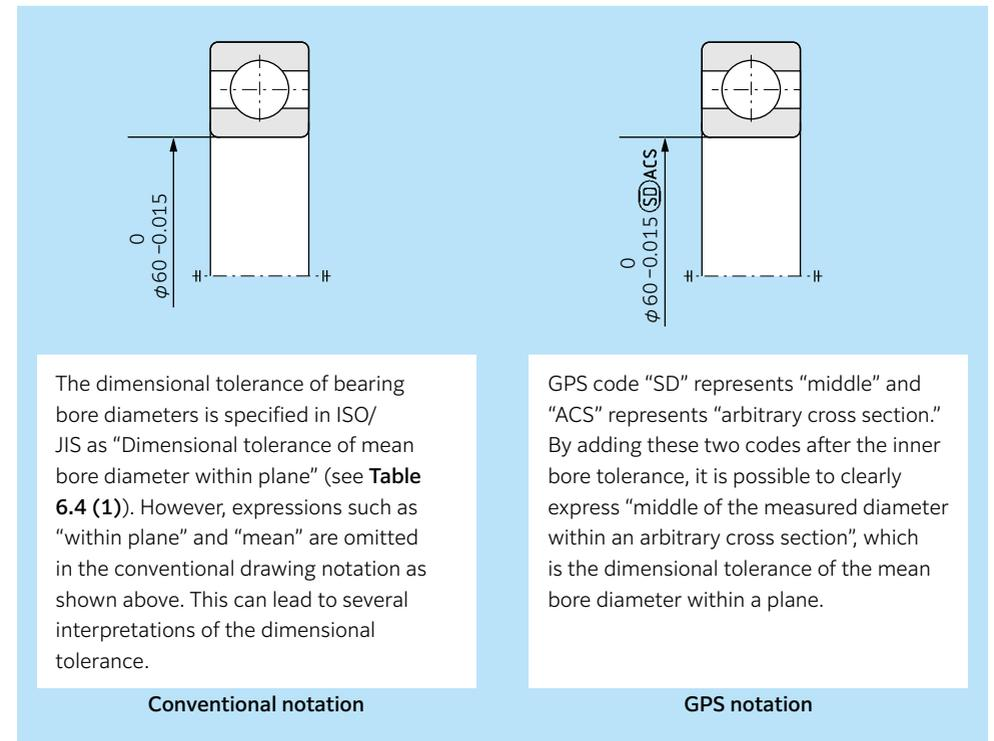 0
φ60 −0.015
0
φ60 −0.015 SD ACS
The dimensional tolerance of bearing
bore diameters is specified in ISO/
JIS as “Dimensional tolerance of mean
bore diameter within plane” (see Table
6.4 (1)). However, expressions such as
“within plane” and “mean” are omitted
in the conventional drawing notation as
shown above. This can lead to several
interpretations of the dimensional
tolerance.
Conventional notation
GPS code “SD” represents “middle” and
“ACS” represents “arbitrary cross section.”
By adding these two codes after the inner
bore tolerance, it is possible to clearly
express “middle of the measured diameter
within an arbitrary cross section”, which
is the dimensional tolerance of the mean
bore diameter within a plane.
GPS notation